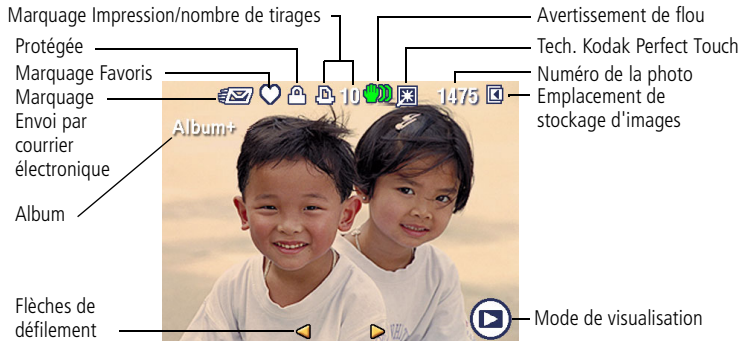 Marquage Impression/nombre de tirages
Protégée
Marquage Favoris
Marquage
Envoi par
courrier
électronique
Album
Flèches de
défilement
Avertissement de flou
Tech. Kodak Perfect Touch
Numéro de la photo
Emplacement de
stockage d'images
Mode de visualisation
10
1475
Album+